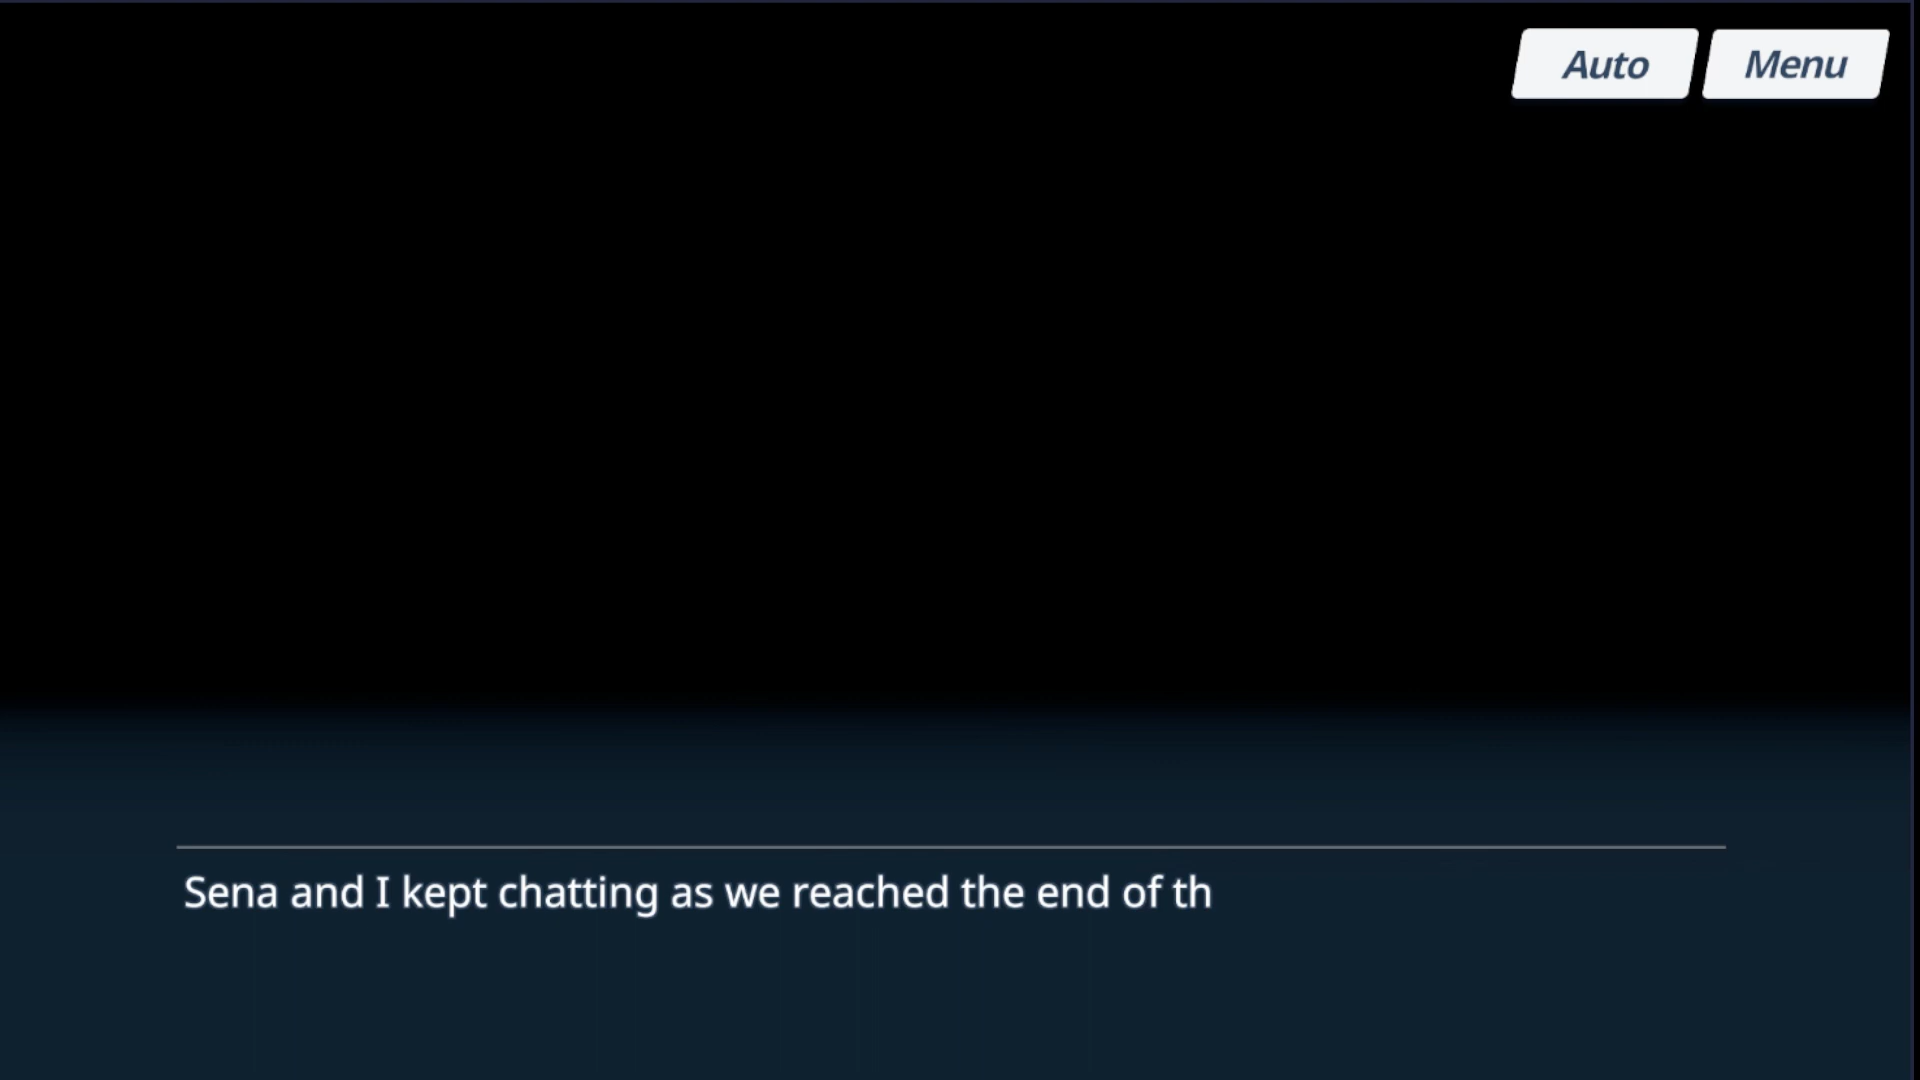 Auto Menu
Sena and I kept chatting as we reached the end of th